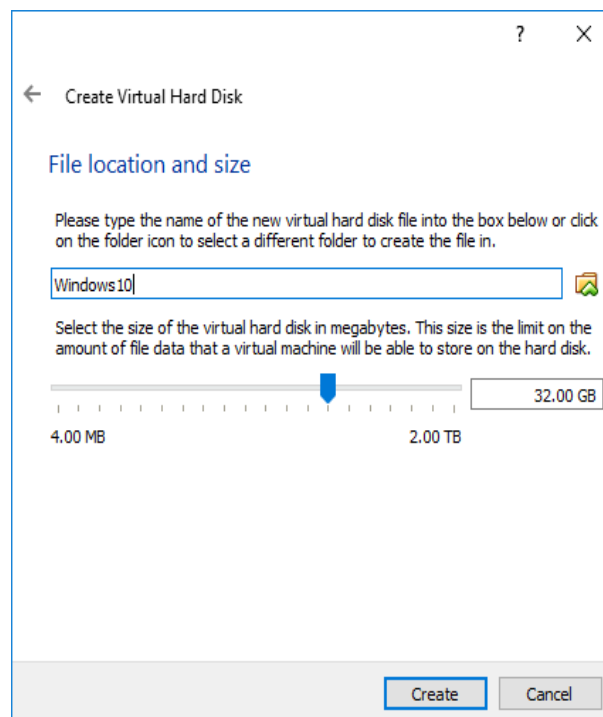 ?
Create Virtual Hard Disk
File location and size
Please type the name of the new virtual hard disk file into the box below or click
on the folder icon to select a different folder to create the file in.
Windows10
Select the size of the virtual hard disk in megabytes. This size is the limit on the
amount of file data that a virtual machine will be able to store on the hard disk.
32.00 GB
4.00 MB
2.00 TB
Create
Cancel